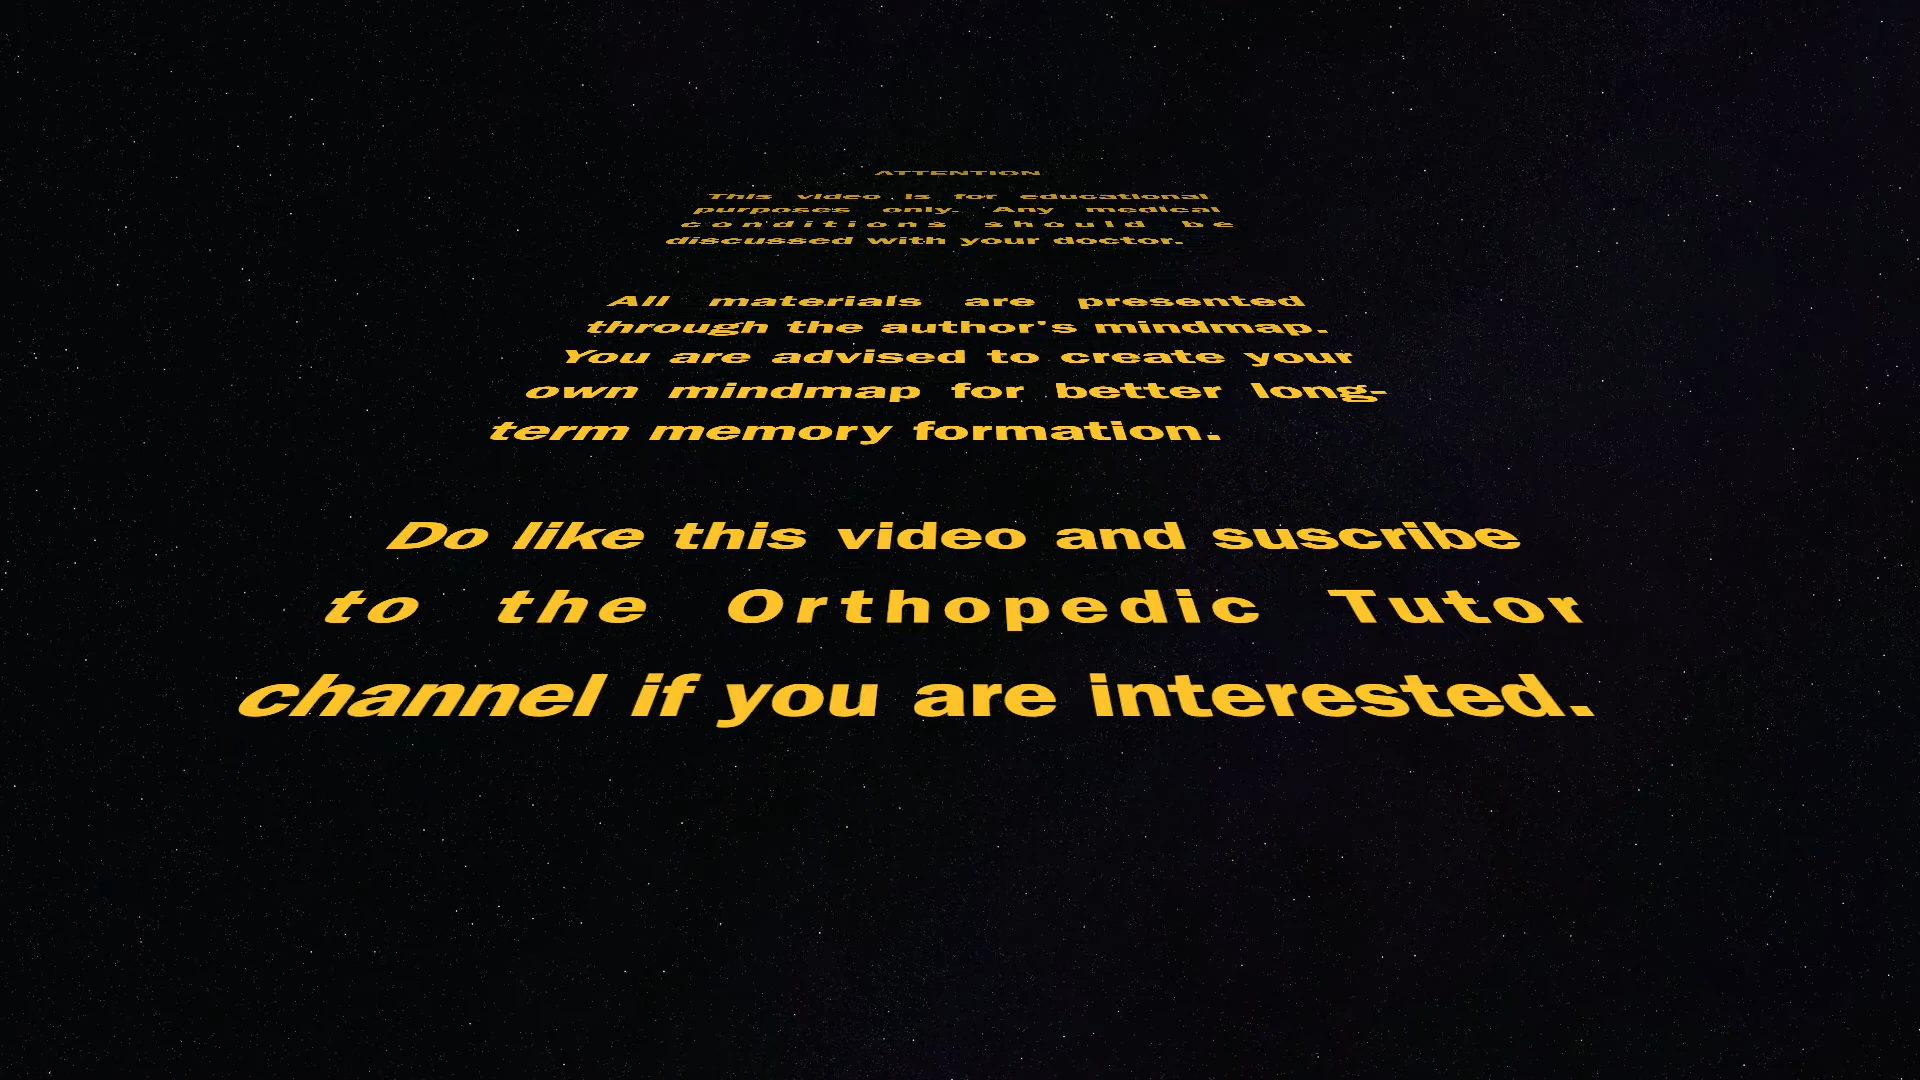 ATTENTION
This video is for educational
purposes only. Any medical
conditions should be
discussed with your doctor.
All materials are presented
through the author's mindmap.
You are advised to create your
own mindmap for better long-
term memory formation.
Do like this video and suscribe
to the Orthopedic Tutor
channel if you are interested.